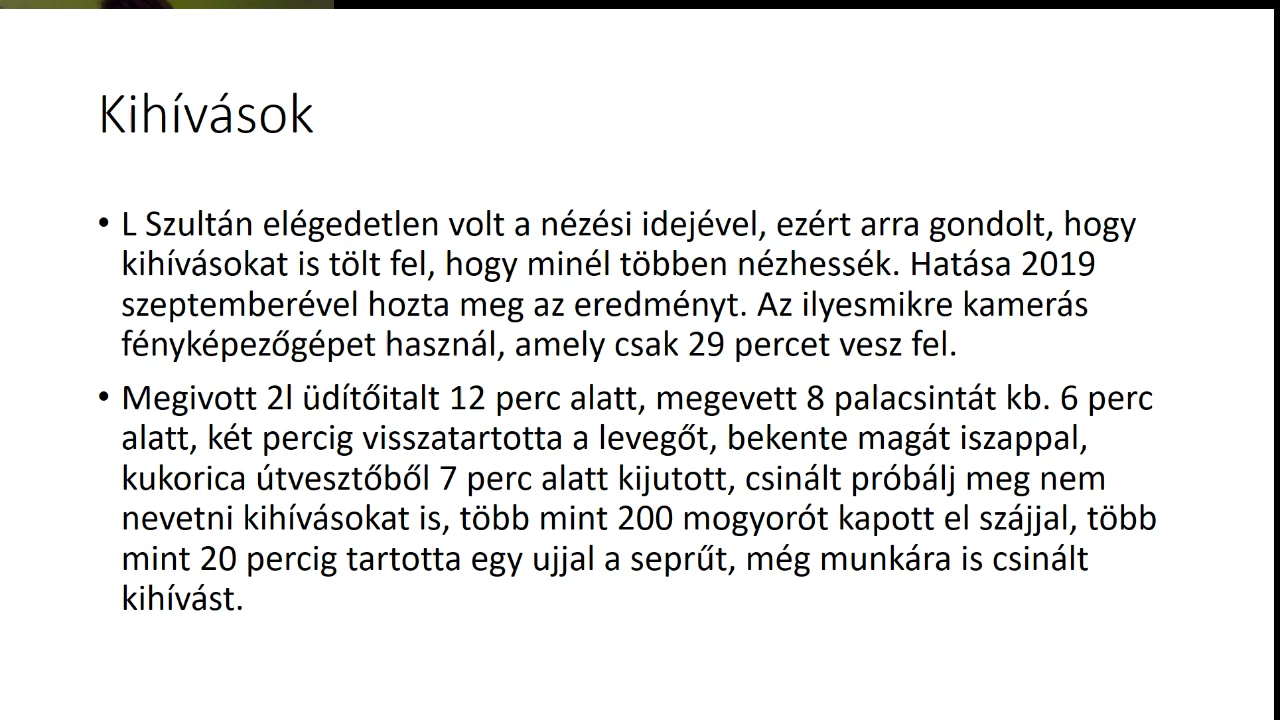 Kihívások
• L Szultán elégedetlen volt a nézési idejével, ezért arra gondolt, hogy
kihívásokat is tölt fel, hogy minél többen nézhessék. Hatása 2019
szeptemberével hozta meg az eredményt. Az ilyesmikre kamerás
fényképezőgépet használ, amely csak 29 percet vesz fel.
• Megivott 2l üdítőitalt 12 perc alatt, megevett 8 palacsintát kb. 6 perc
alatt, két percig visszatartotta a levegőt, bekente magát iszappal,
kukorica útvesztőből 7 perc alatt kijutott, csinált próbálj meg nem
nevetni kihívásokat is, több mint 200 mogyorót kapott el szájjal, több
mint 20 percig tartotta egy ujjal a seprűt, még munkára is csinált
kihívást.